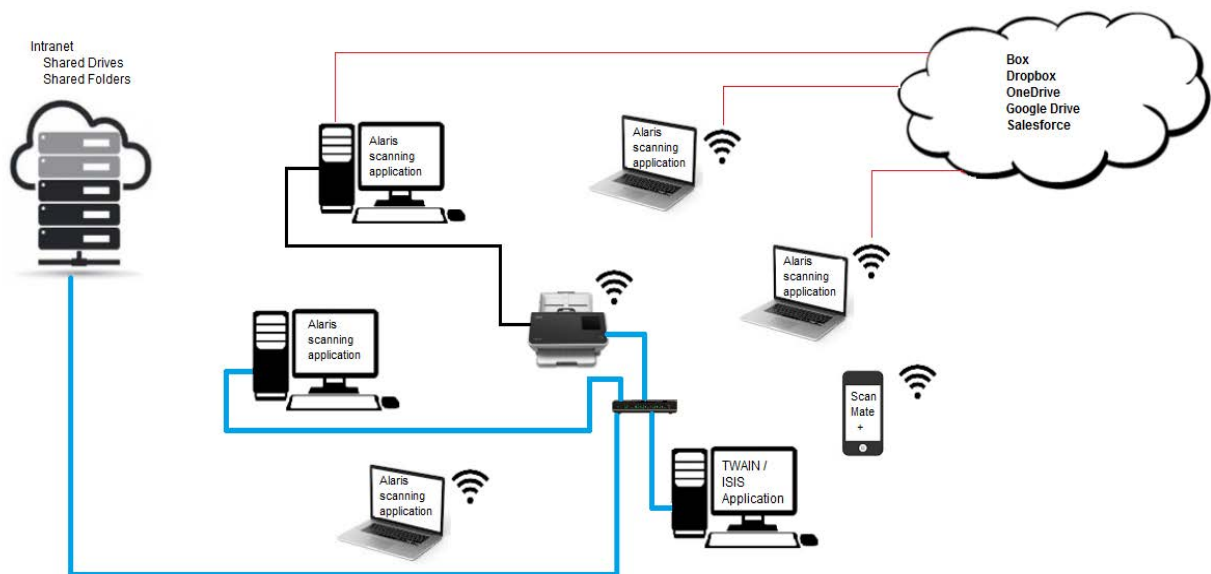 Intranet
Shared Drives
Shared Folders
Box
Dropbox
OneDrive
Google Drive
Salesforce
Alaris
scanning
application
Alaris
scanning
application
Alaris
scanning
application
Alaris
scanning
application
Scan
Mate
+
Alaris
scanning
application
TWAIN /
ISIS
Application